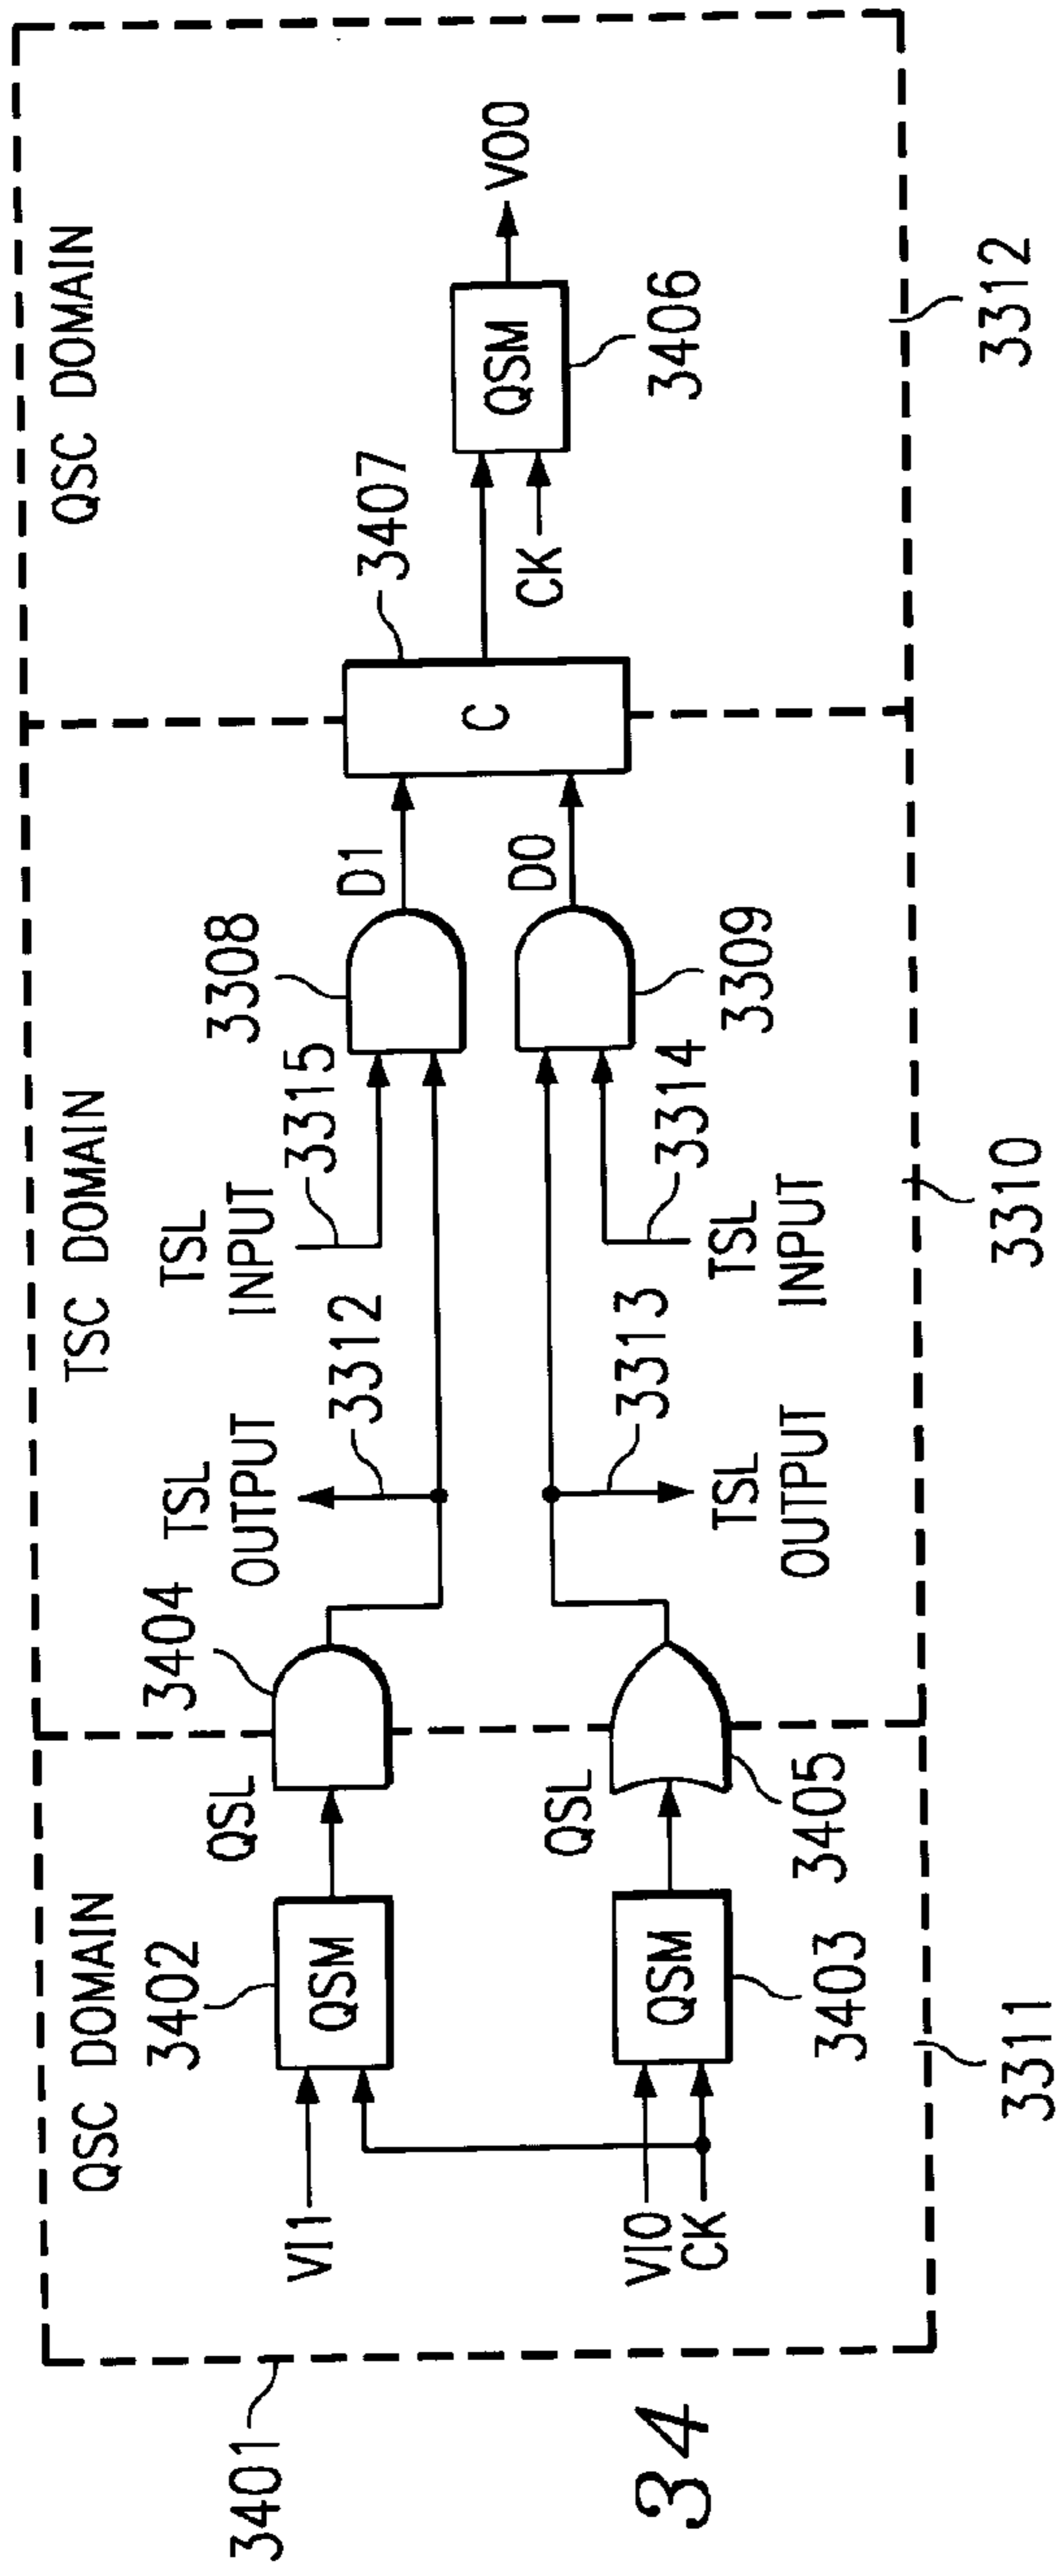 3401
QSC DOMAIN
TSC DOMAIN
QSC DOMAIN
3402
QSM
VI1
QSL
3404
TSL
OUTPUT
3312
TSL
INPUT
3315
3308
D1
3407
C
CK
QSM
3406
VOO
VIO
CK
QSM
3403
QSL
3405
3313
TSL
OUTPUT
3314
TSL
INPUT
3309
DO
3311
3310
3312
34